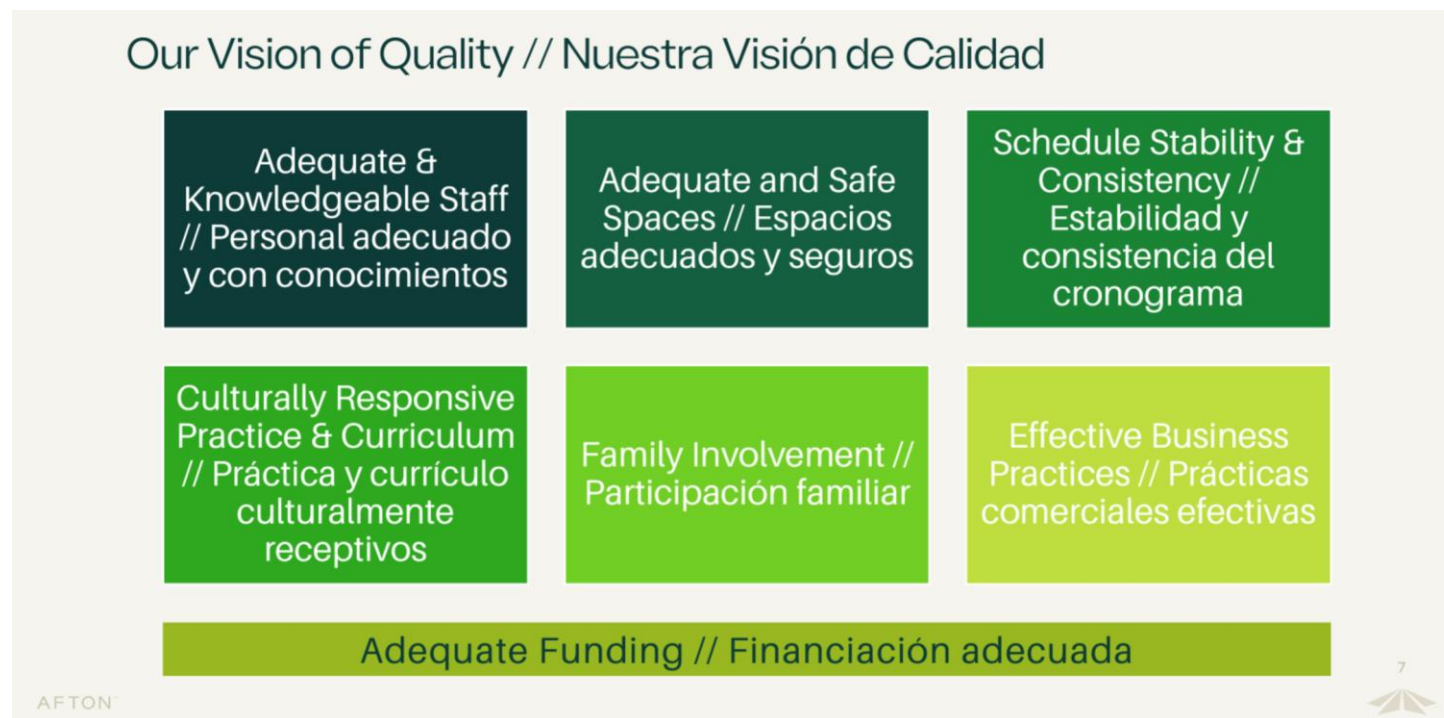 Our Vision of Quality // Nuestra Visión de Calidad
Adequate &
Knowledgeable Staff
// Personal adecuado
y con conocimientos
Adequate and Safe
Spaces // Espacios
adecuados y seguros
Schedule Stability &
Consistency //
Estabilidad y
consistencia del
cronograma
Culturally Responsive
Practice & Curriculum
// Práctica y currículo
culturalmente
receptivos
Family Involvement //
Participación familiar
Effective Business
Practices // Prácticas
comerciales efectivas
Adequate Funding // Financiación adecuada
7
AFTON™